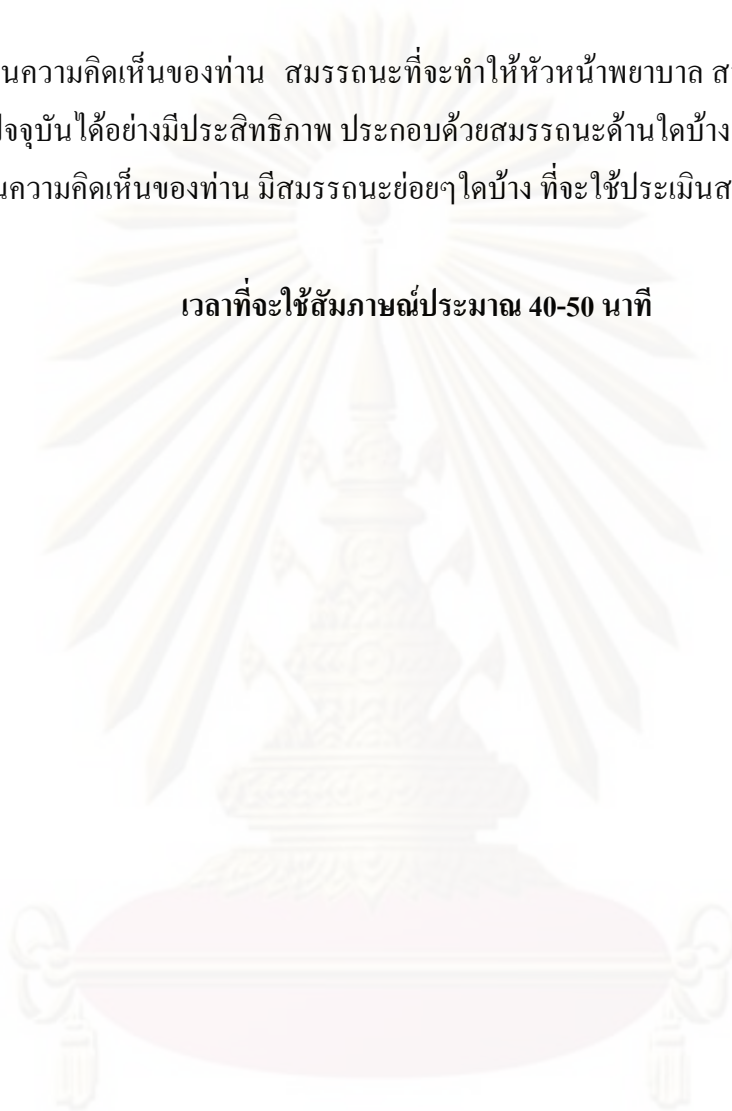 นความคิดเห็นของท่าน สมรรถนะที่จะทำให้หัวหน้าพยาบาล ส
ปัจจุบันได้อย่างมีประสิทธิภาพ ประกอบด้วยสมรรถนะด้านใดบ้าง
นความคิดเห็นของท่าน มีสมรรถนะย่อยๆใดบ้าง ที่จะใช้ประเมินส
เวลาที่จะใช้สัมภาษณ์ประมาณ 40-50 นาที